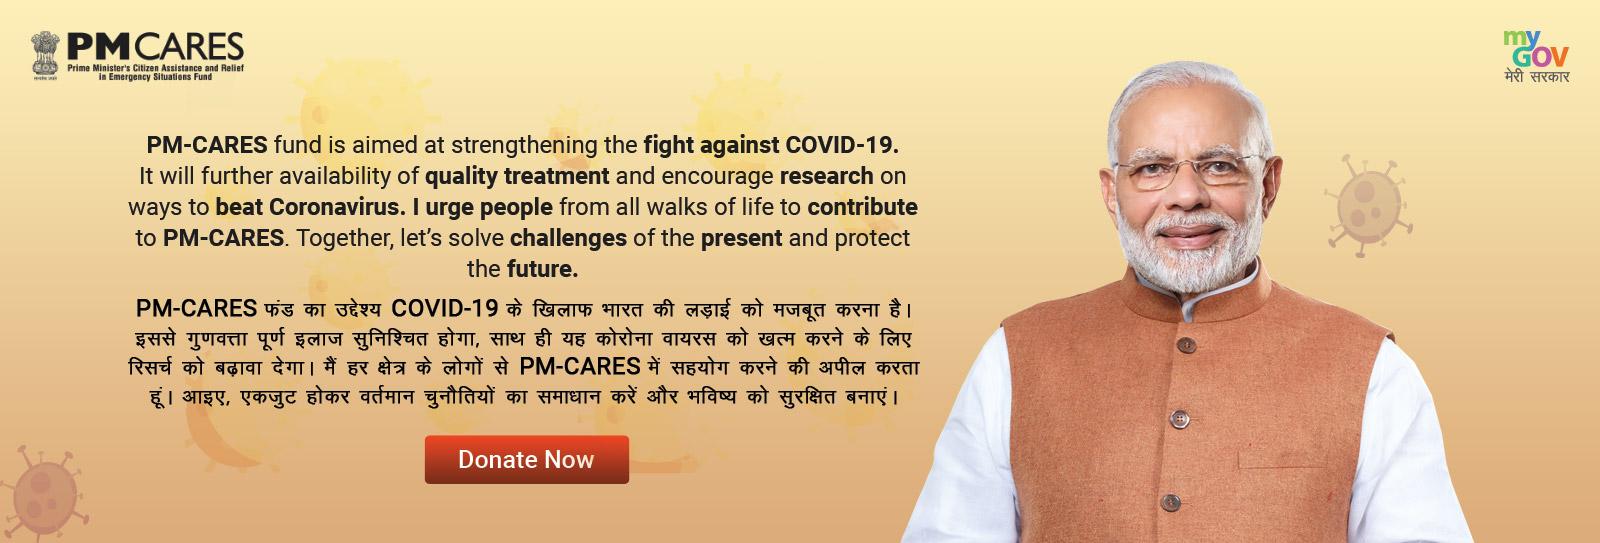 PMCARES
Prime Minister's Citizen Assistance and Relief
in Emergency Situations Fund
सत्यमेव जयते
my
GOV
मेरी सरकार
PM-CARES fund is aimed at strengthening the fight against COVID-19.
It will further availability of quality treatment and encourage research on
ways to beat Coronavirus. I urge people from all walks of life to contribute
to PM-CARES. Together, let’s solve challenges of the present and protect
the future.
PM-CARES फंड का उद्देश्य COVID-19 के खिलाफ भारत की लड़ाई को मजबूत करना है।
इससे गुणवत्ता पूर्ण इलाज सुनिश्चित होगा, साथ ही यह कोरोना वायरस को खत्म करने के लिए
रिसर्च को बढ़ावा देगा। मैं हर क्षेत्र के लोगों से PM-CARES में सहयोग करने की अपील करता
हूं। आइए, एकजुट होकर वर्तमान चुनौतियों का समाधान करें और भविष्य को सुरक्षित बनाएं।
Donate Now